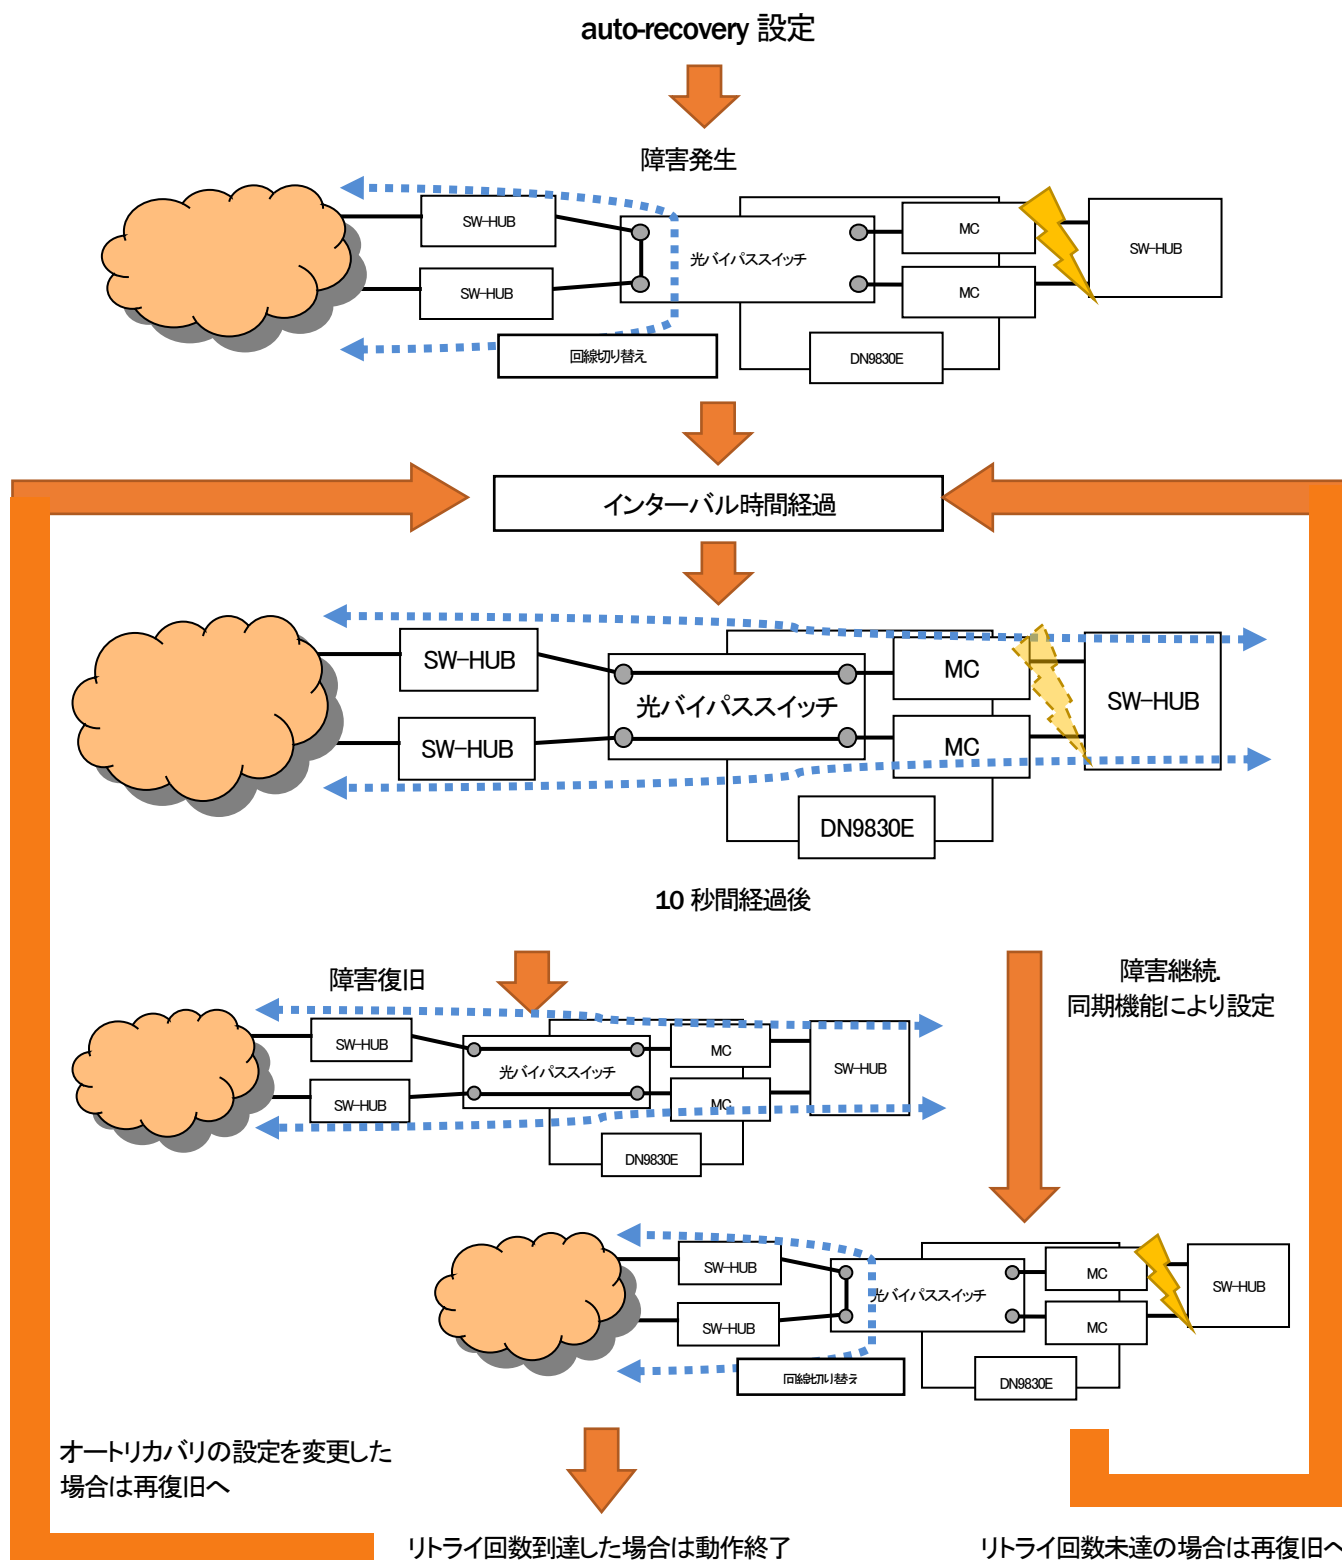 auto-recovery 設定
障害発生
SW-HUB
SW-HUB
光バイパススイッチ
MC
MC
SW-HUB
回線切り替え
DN9830E
インターバル時間経過
SW-HUB
SW-HUB
光バイパススイッチ
MC
MC
SW-HUB
DN9830E
10 秒間経過後
障害復旧
障害継続.
同期機能により設定
SW-HUB
SW-HUB
光バイパススイッチ
MC
MC
SW-HUB
DN9830E
SW-HUB
SW-HUB
光バイパススイッチ
MC
MC
SW-HUB
回線切り替え
DN9830E
オートリカバリの設定を変更した
場合は再復旧へ
リトライ回数到達した場合は動作終了
リトライ回数未達の場合は再復旧へ